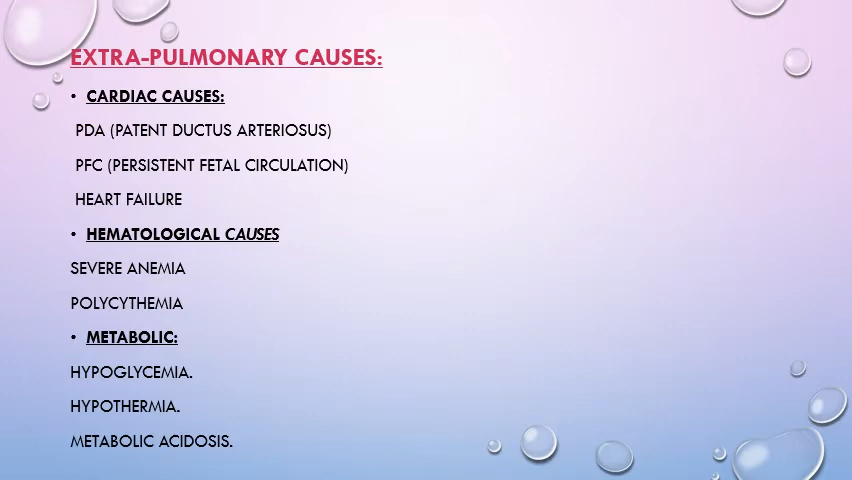 EXTRA-PULMONARY CAUSES:
• CARDIAC CAUSES:
PDA (PATENT DUCTUS ARTERIOSUS)
PFC (PERSISTENT FETAL CIRCULATION)
HEART FAILURE
• HEMATOLOGICAL CAUSES
SEVERE ANEMIA
POLYCYTHEMIA
• METABOLIC:
HYPOGLYCEMIA.
HYPOTHERMIA.
METABOLIC ACIDOSIS.